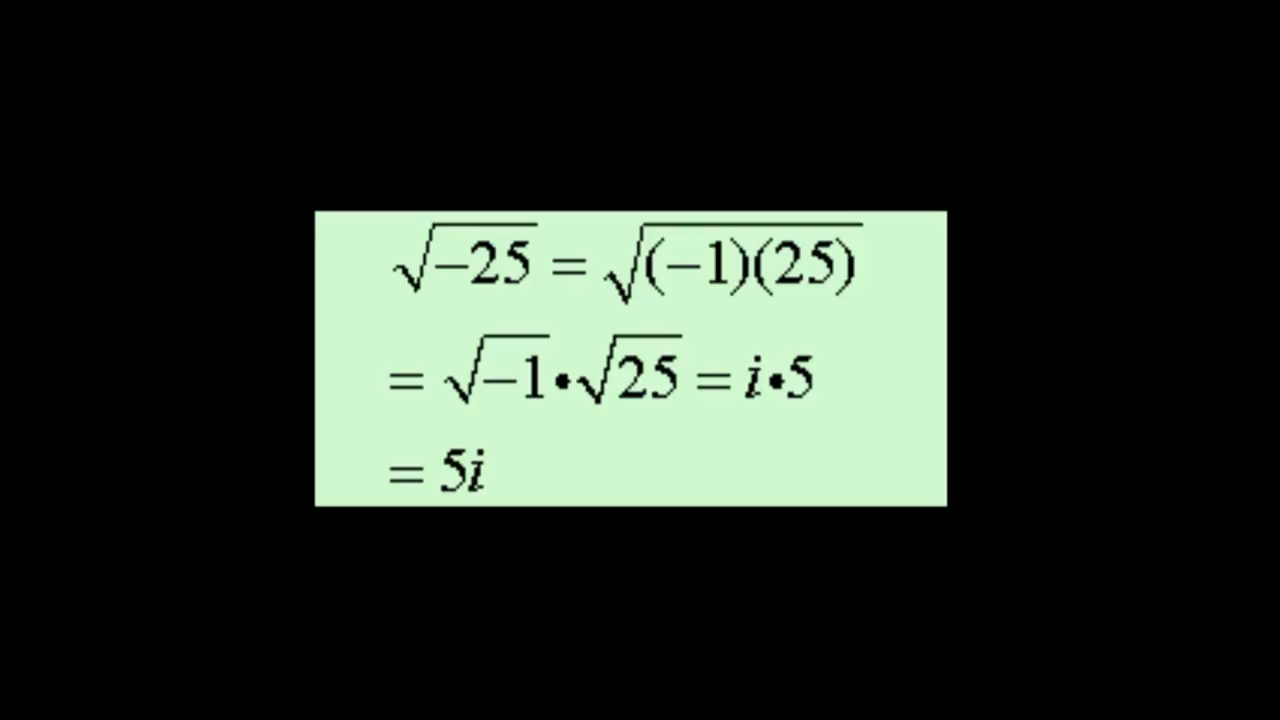 √−25 = √(−1)(25)
= √−1•√25 = i•5
= 5i